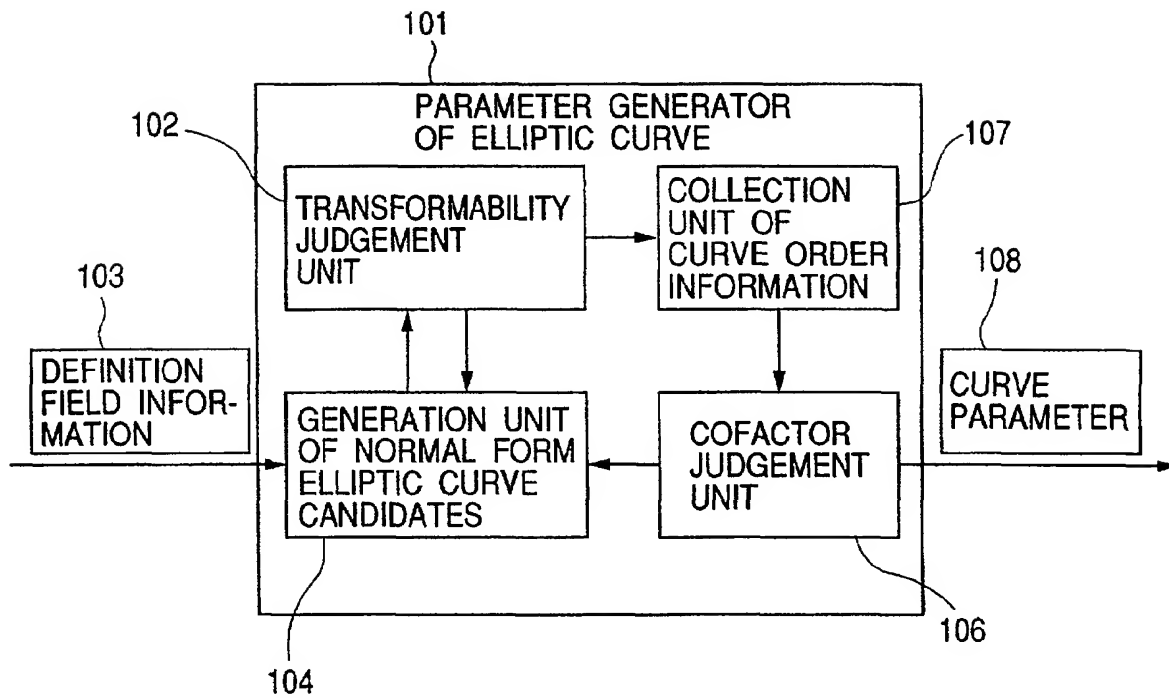 101
PARAMETER GENERATOR
OF ELLIPTIC CURVE
102
TRANSFORMABILITY
JUDGEMENT
UNIT
107
COLLECTION
UNIT OF
CURVE ORDER
INFORMATION
103
DEFINITION
FIELD INFOR-
MATION
GENERATION UNIT
OF NORMAL FORM
ELLIPTIC CURVE
CANDIDATES
104
COFACTOR
JUDGEMENT
UNIT
106
108
CURVE
PARAMETER